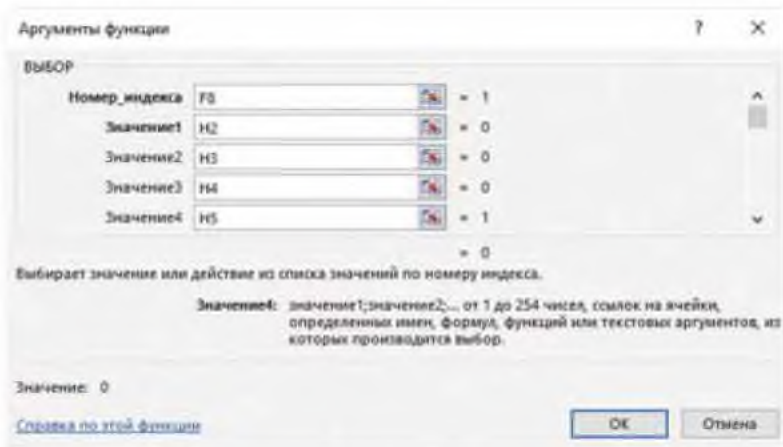 Аргументы функции ? ×
ВЫБОР
Номер_индекса F8 = 1
Значение1 H2 = 0
Значение2 H3 = 0
Значение3 H4 = 0
Значение4 H5 = 1
= 0
Выбирает значение или действие из списка значений по номеру индекса.
Значение4: значение1;значение2;... от 1 до 254 чисел, ссылок на ячейки,
определенных имен, формул, функций или текстовых аргументов, из
которых производится выбор.
Значение: 0
Справка по этой функции
ОК Отмена